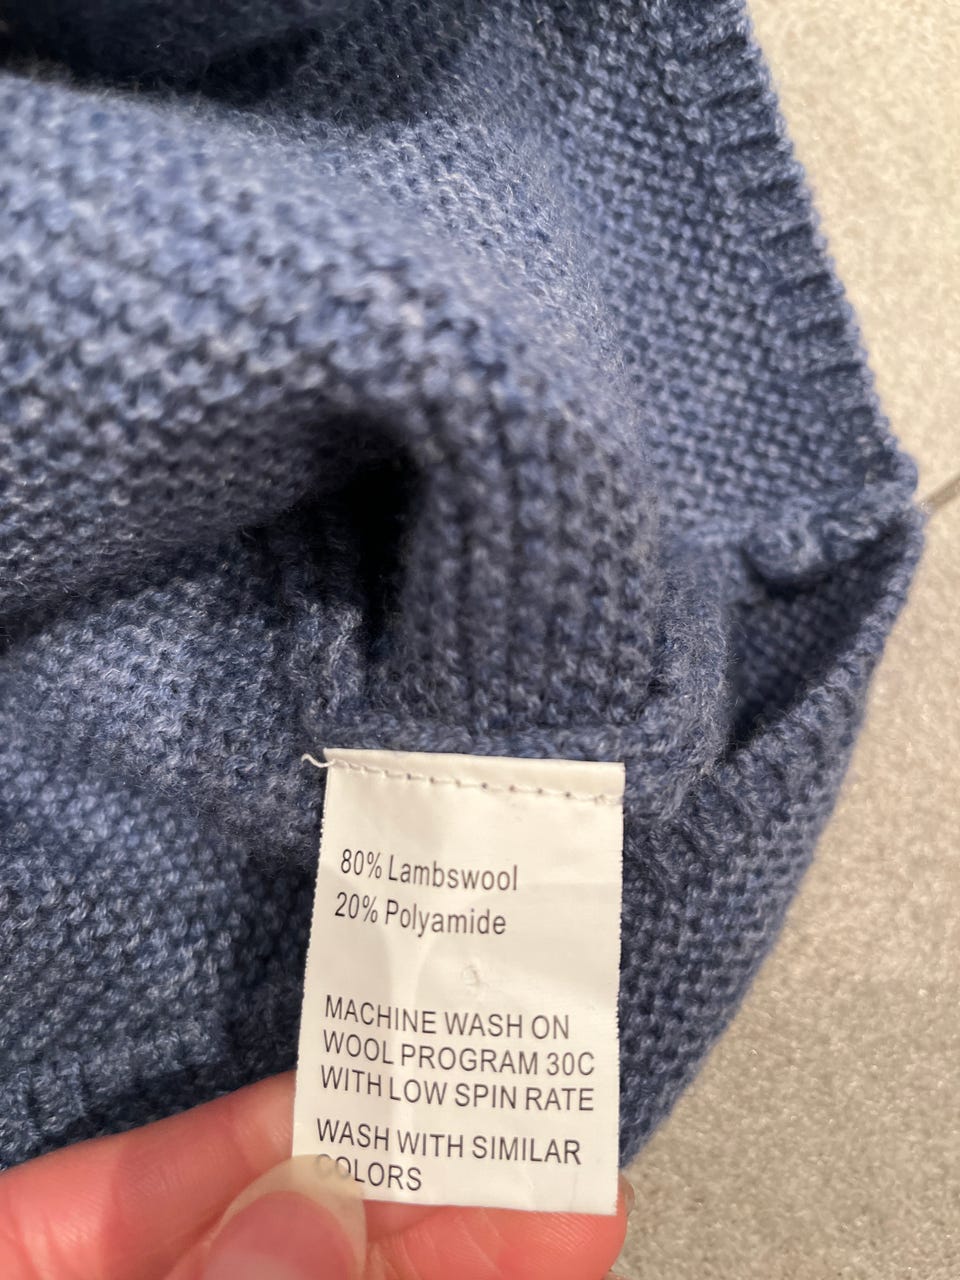 80% Lambswool
20% Polyamide
MACHINE WASH ON
WOOL PROGRAM 30C
WITH LOW SPIN RATE
WASH WITH SIMILAR
COLORS